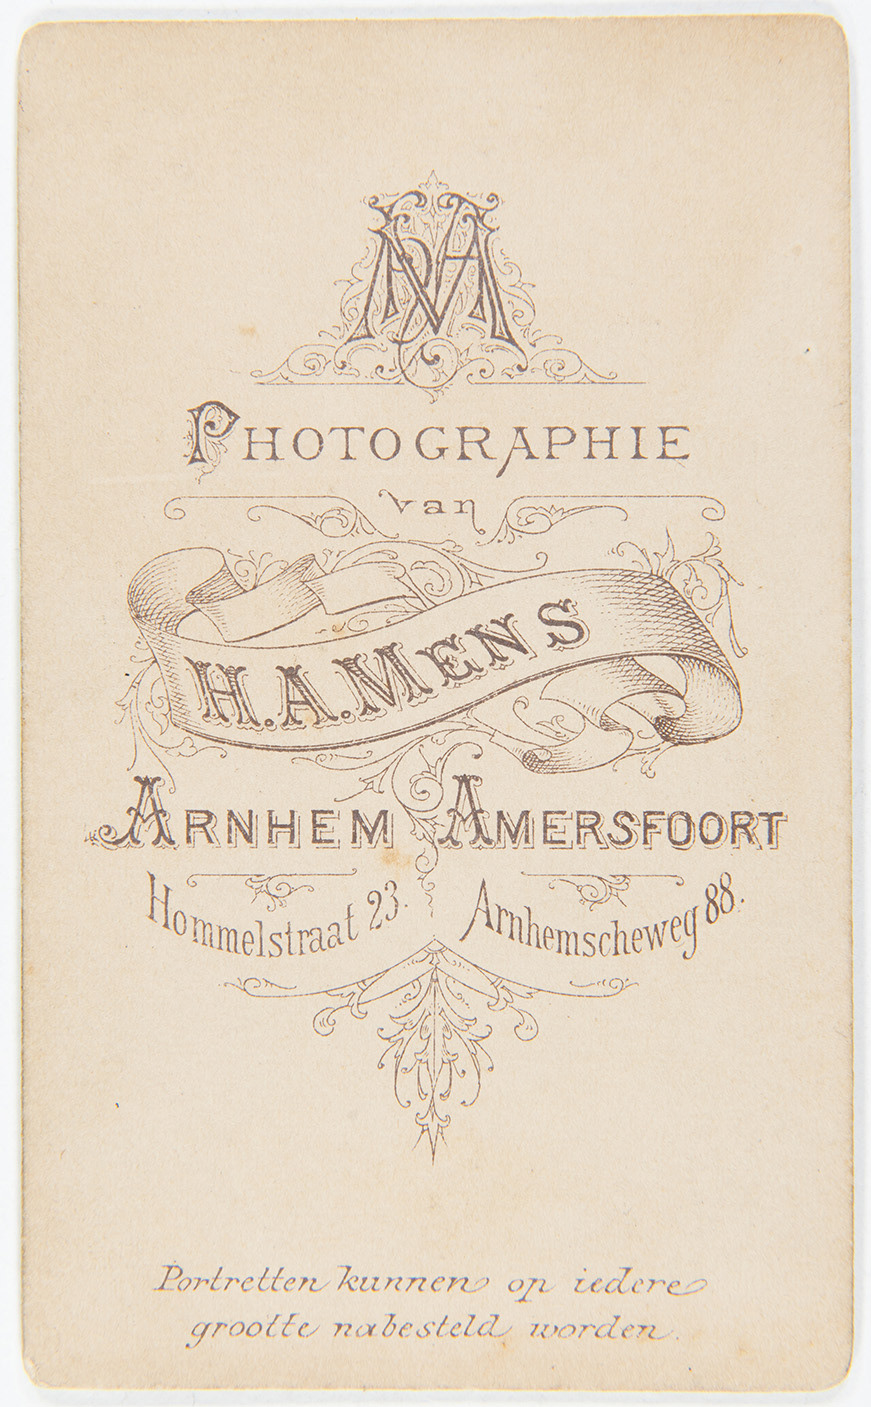 PHOTOGRAPHIE
van
H.A.MENS
ARNHEM AMERSFOORT
Hommelstraat 23. Arnhemscheweg 88.
Portretten kunnen op iedere
grootte nabesteld worden.